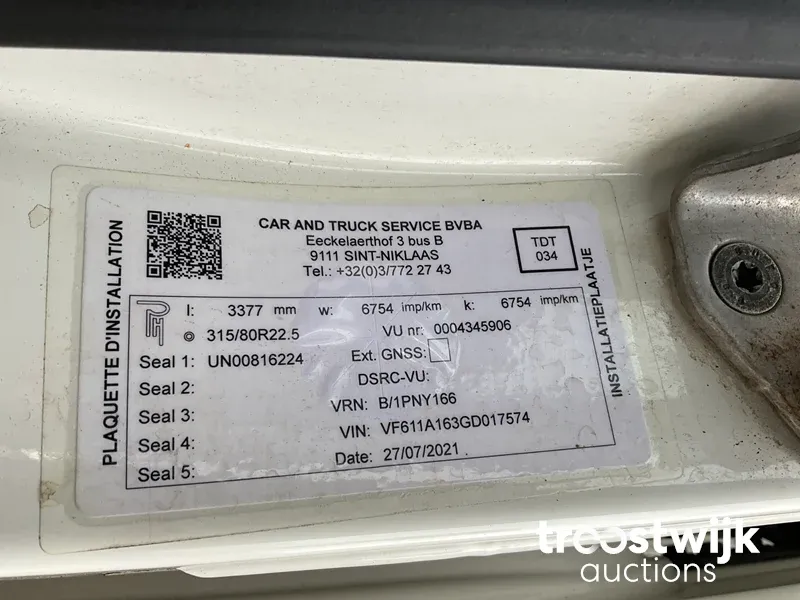 PLAQUETTE D'INSTALLATION
CAR AND TRUCK SERVICE BVBA
Eeckelaerthof 3 bus B
9111 SINT-NIKLAAS
Tel.: +32(0)3/772 27 43
TDT
034
l: 3377 mm w: 6754 imp/km k: 6754 imp/km
315/80R22.5 VU nr: 0004345906
Seal 1: UN00816224 Ext. GNSS:
Seal 2: DSRC-VU:
Seal 3: VRN: B/1PNY166
Seal 4: VIN: VF611A163GD017574
Seal 5: Date: 27/07/2021
INSTALLATIEPLAATJE
troostwijk
auctions